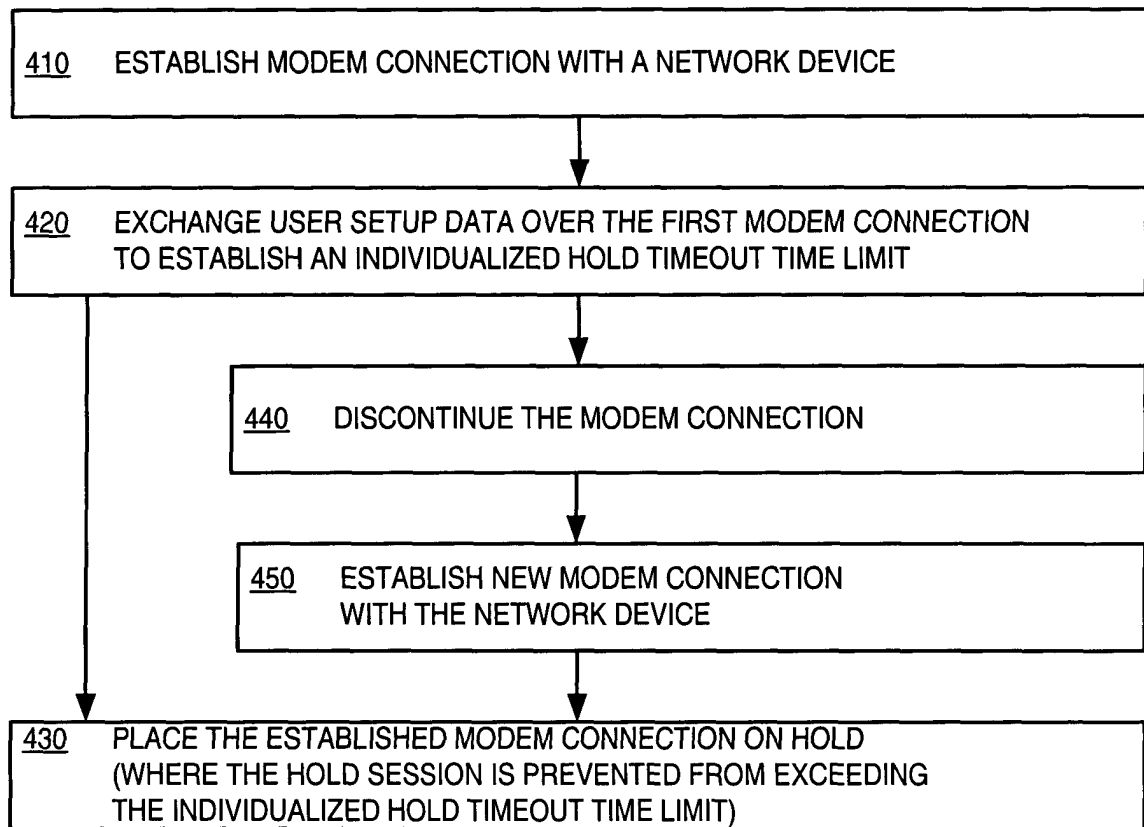 410 ESTABLISH MODEM CONNECTION WITH A NETWORK DEVICE
420 EXCHANGE USER SETUP DATA OVER THE FIRST MODEM CONNECTION
TO ESTABLISH AN INDIVIDUALIZED HOLD TIMEOUT TIME LIMIT
440 DISCONTINUE THE MODEM CONNECTION
450 ESTABLISH NEW MODEM CONNECTION
WITH THE NETWORK DEVICE
430 PLACE THE ESTABLISHED MODEM CONNECTION ON HOLD
(WHERE THE HOLD SESSION IS PREVENTED FROM EXCEEDING
THE INDIVIDUALIZED HOLD TIMEOUT TIME LIMIT)